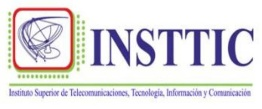 INSTTIC
Instituto Superior de Telecomunicaciones, Tecnología, Información y Comunicación